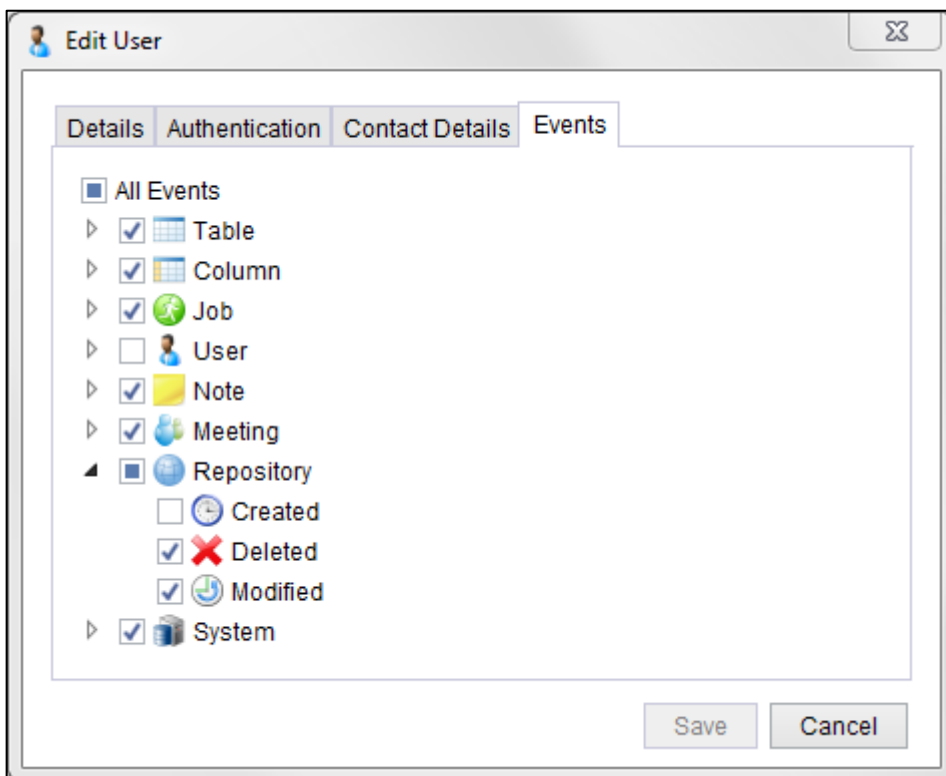 Edit User
Details Authentication Contact Details Events
All Events
Table
Column
Job
User
Note
Meeting
Repository
Created
Deleted
Modified
System
Save Cancel